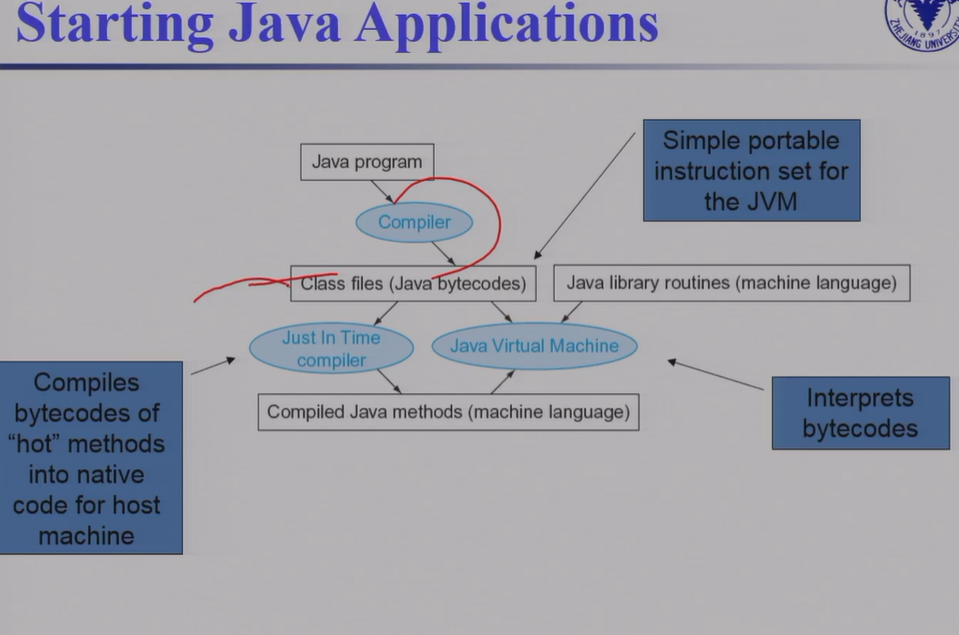 Starting Java Applications
ZHEJIANG UNIVERSITY
1897
Java program
Simple portable
instruction set for
the JVM
Compiler
Class files (Java bytecodes)
Java library routines (machine language)
Just In Time
compiler
Java Virtual Machine
Compiles
bytecodes of
“hot” methods
into native
code for host
machine
Compiled Java methods (machine language)
Interprets
bytecodes